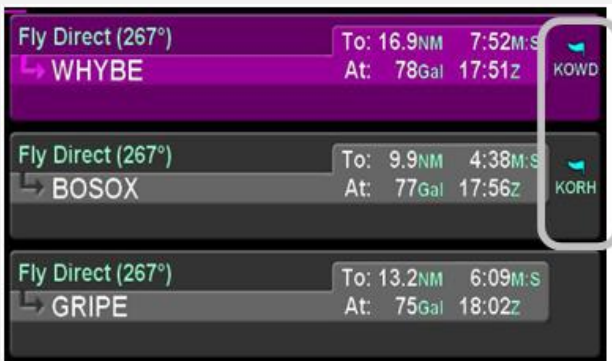 Fly Direct (267°) To: 16.9NM 7:52M:S
WHYBE At: 78Gal 17:51Z KOWD
Fly Direct (267°) To: 9.9NM 4:38M:S
BOSOX At: 77Gal 17:56Z KORH
Fly Direct (267°) To: 13.2NM 6:09M:S
GRIPE At: 75Gal 18:02Z